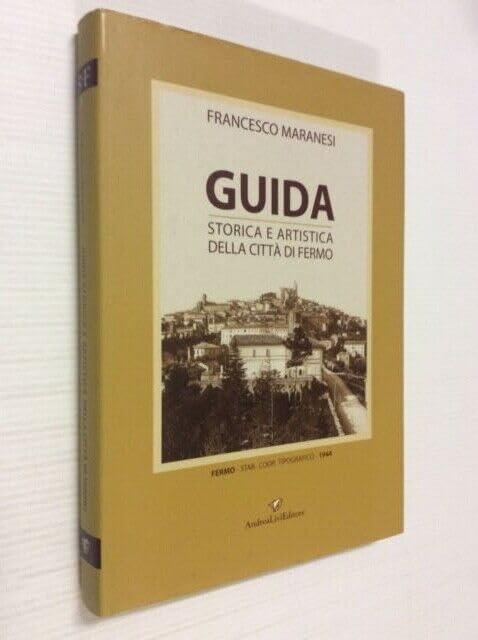 FRANCESCO MARANESI
GUIDA
STORICA E ARTISTICA
DELLA CITTÀ DI FERMO
FERMO - STAB. COOP. TIPOGRAFICO - 1944
AndreaLiviEditore